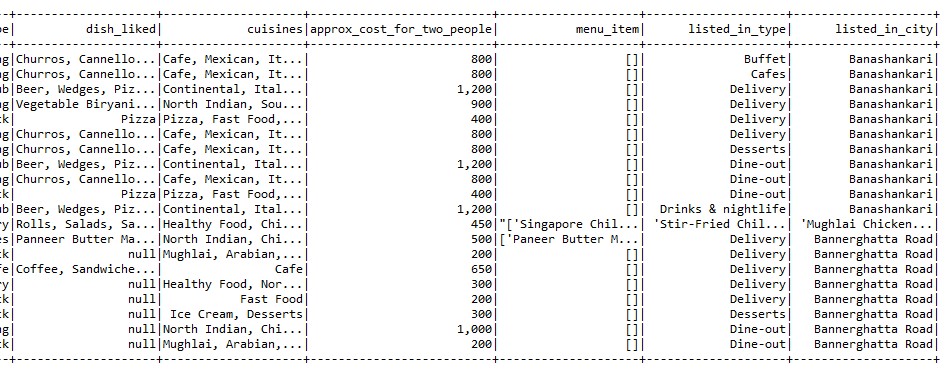 e| dish_liked| cuisines|approx_cost_for_two_people| menu_item| listed_in_type| listed_in_city|
g|Churros, Cannello...|Cafe, Mexican, It...| 800| []| Buffet| Banashankari|
g|Churros, Cannello...|Cafe, Mexican, It...| 800| []| Cafes| Banashankari|
b|Beer, Wedges, Piz...|Continental, Ital...| 1,200| []| Delivery| Banashankari|
g|Vegetable Biryani...|North Indian, Sou...| 900| []| Delivery| Banashankari|
k| Pizza|Pizza, Fast Food,...| 400| []| Delivery| Banashankari|
g|Churros, Cannello...|Cafe, Mexican, It...| 800| []| Delivery| Banashankari|
g|Churros, Cannello...|Cafe, Mexican, It...| 800| []| Desserts| Banashankari|
b|Beer, Wedges, Piz...|Continental, Ital...| 1,200| []| Dine-out| Banashankari|
g|Churros, Cannello...|Cafe, Mexican, It...| 800| []| Dine-out| Banashankari|
k| Pizza|Pizza, Fast Food,...| 400| []| Dine-out| Banashankari|
b|Beer, Wedges, Piz...|Continental, Ital...| 1,200| []| Drinks & nightlife| Banashankari|
y|Rolls, Salads, Sa...|Healthy Food, Chi...| 450|"['Singapore Chil...| 'Stir-Fried Chil...| 'Mughlai Chicken...|
s|Panneer Butter Ma...|North Indian, Chi...| 500|['Paneer Butter M...| Delivery| Bannerghatta Road|
k| null|Mughlai, Arabian,...| 200| []| Delivery| Bannerghatta Road|
e|Coffee, Sandwiche...| Cafe| 650| []| Delivery| Bannerghatta Road|
y| null|Healthy Food, Nor...| 300| []| Delivery| Bannerghatta Road|
k| null| Fast Food| 200| []| Delivery| Bannerghatta Road|
k| null| Ice Cream, Desserts| 300| []| Desserts| Bannerghatta Road|
g| null|North Indian, Chi...| 1,000| []| Dine-out| Bannerghatta Road|
k| null|Mughlai, Arabian,...| 200| []| Dine-out| Bannerghatta Road|